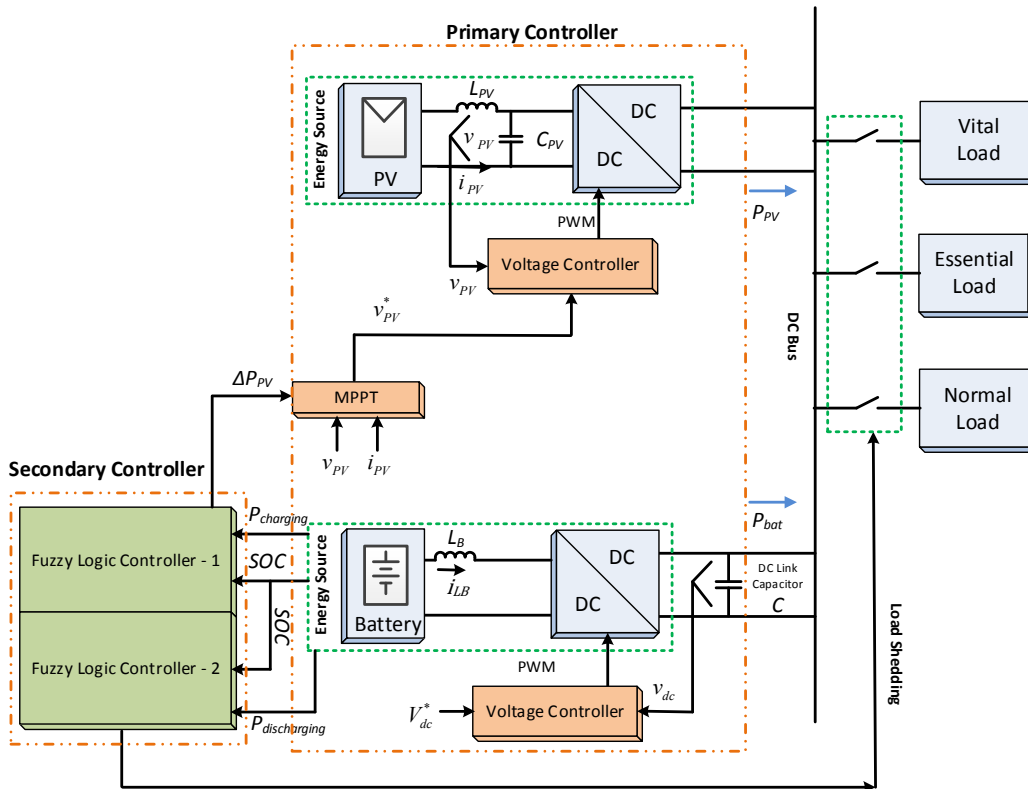 Primary Controller
Energy Source
PV
L_PV
v_PV
C_PV
i_PV
DC
DC
PWM
P_PV
Voltage Controller
v_PV
v*_PV
ΔP_PV
MPPT
v_PV
i_PV
DC Bus
Vital
Load
Essential
Load
Normal
Load
Load Shedding
Secondary Controller
Fuzzy Logic Controller - 1
Fuzzy Logic Controller - 2
P_charging
SOC
SOC
P_discharging
Energy Source
Battery
L_B
i_LB
DC
DC
PWM
P_bat
DC Link
Capacitor
C
Voltage Controller
V*_dc
v_dc